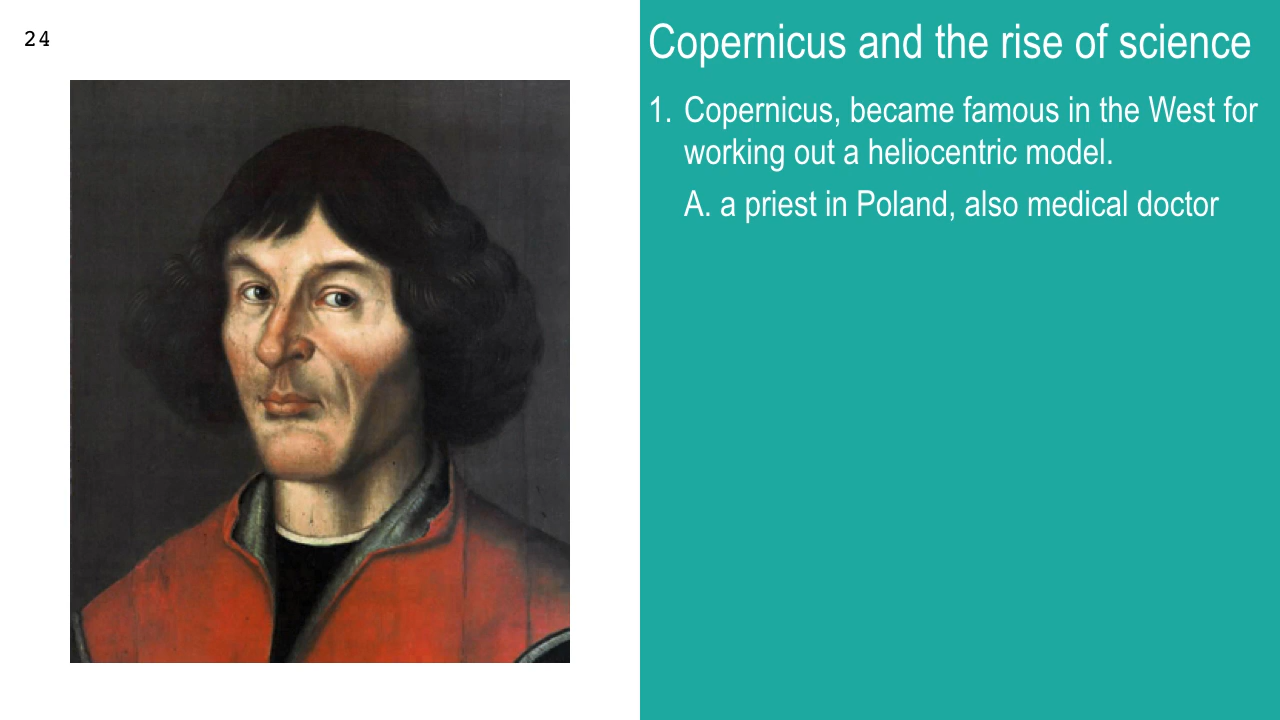 24
Copernicus and the rise of science
1. Copernicus, became famous in the West for
working out a heliocentric model.
A. a priest in Poland, also medical doctor